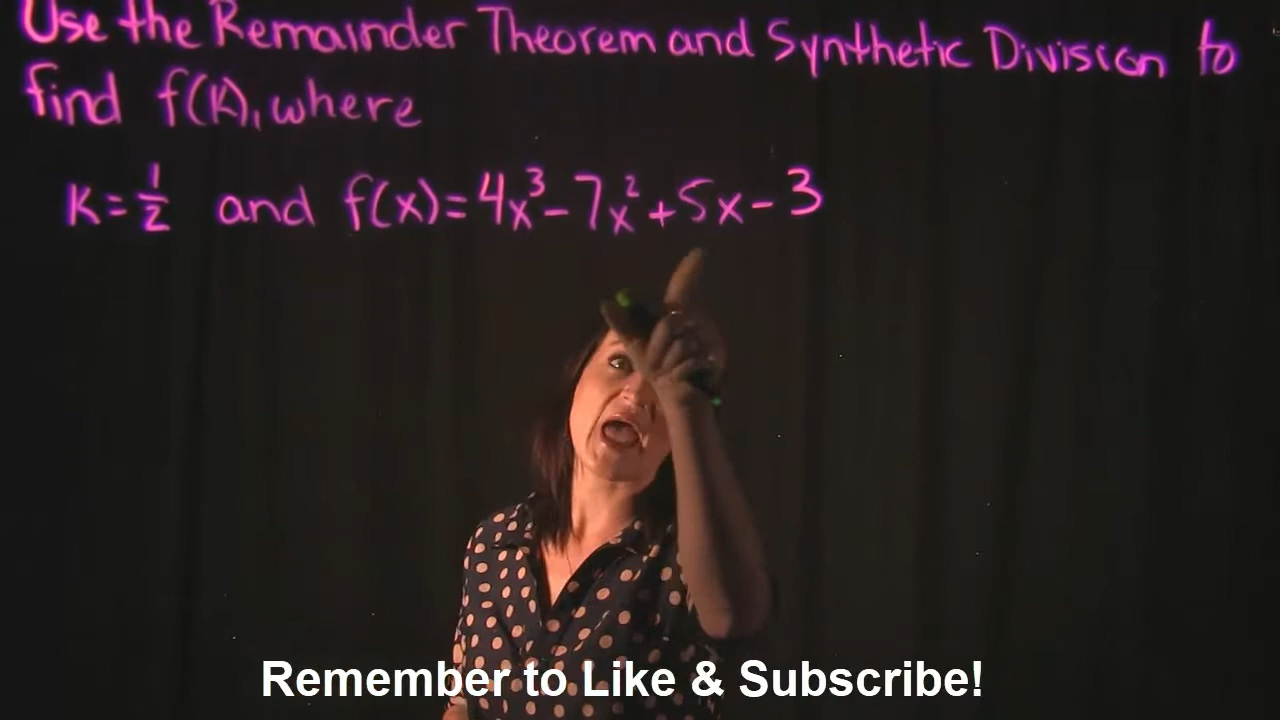 Use the Remainder Theorem and Synthetic Division to
find f(K), where
K = 1/2 and f(x) = 4x³ - 7x² + 5x - 3
Remember to Like & Subscribe!